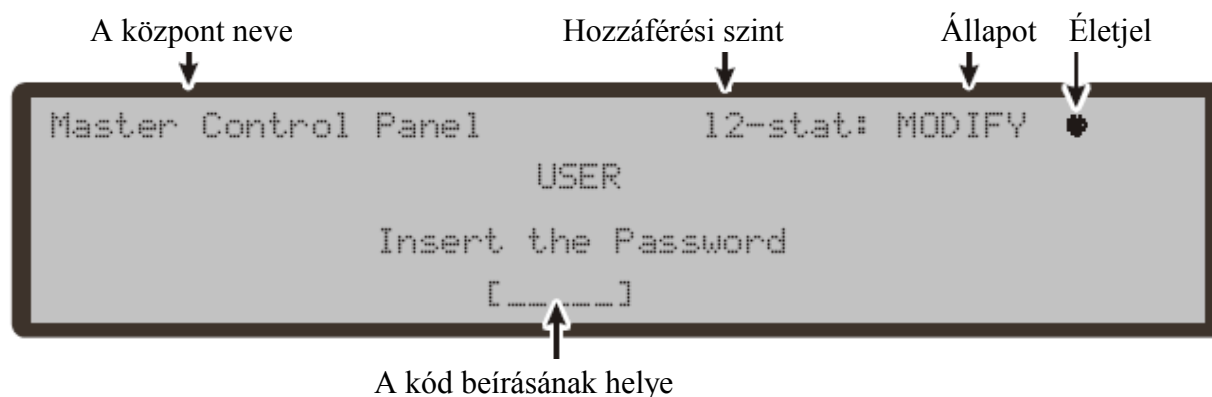 A központ neve Hozzáférési szint Állapot Életjel
Master Control Panel l2-stat: MODIFY
USER
Insert the Password
[_____]
A kód beírásának helye